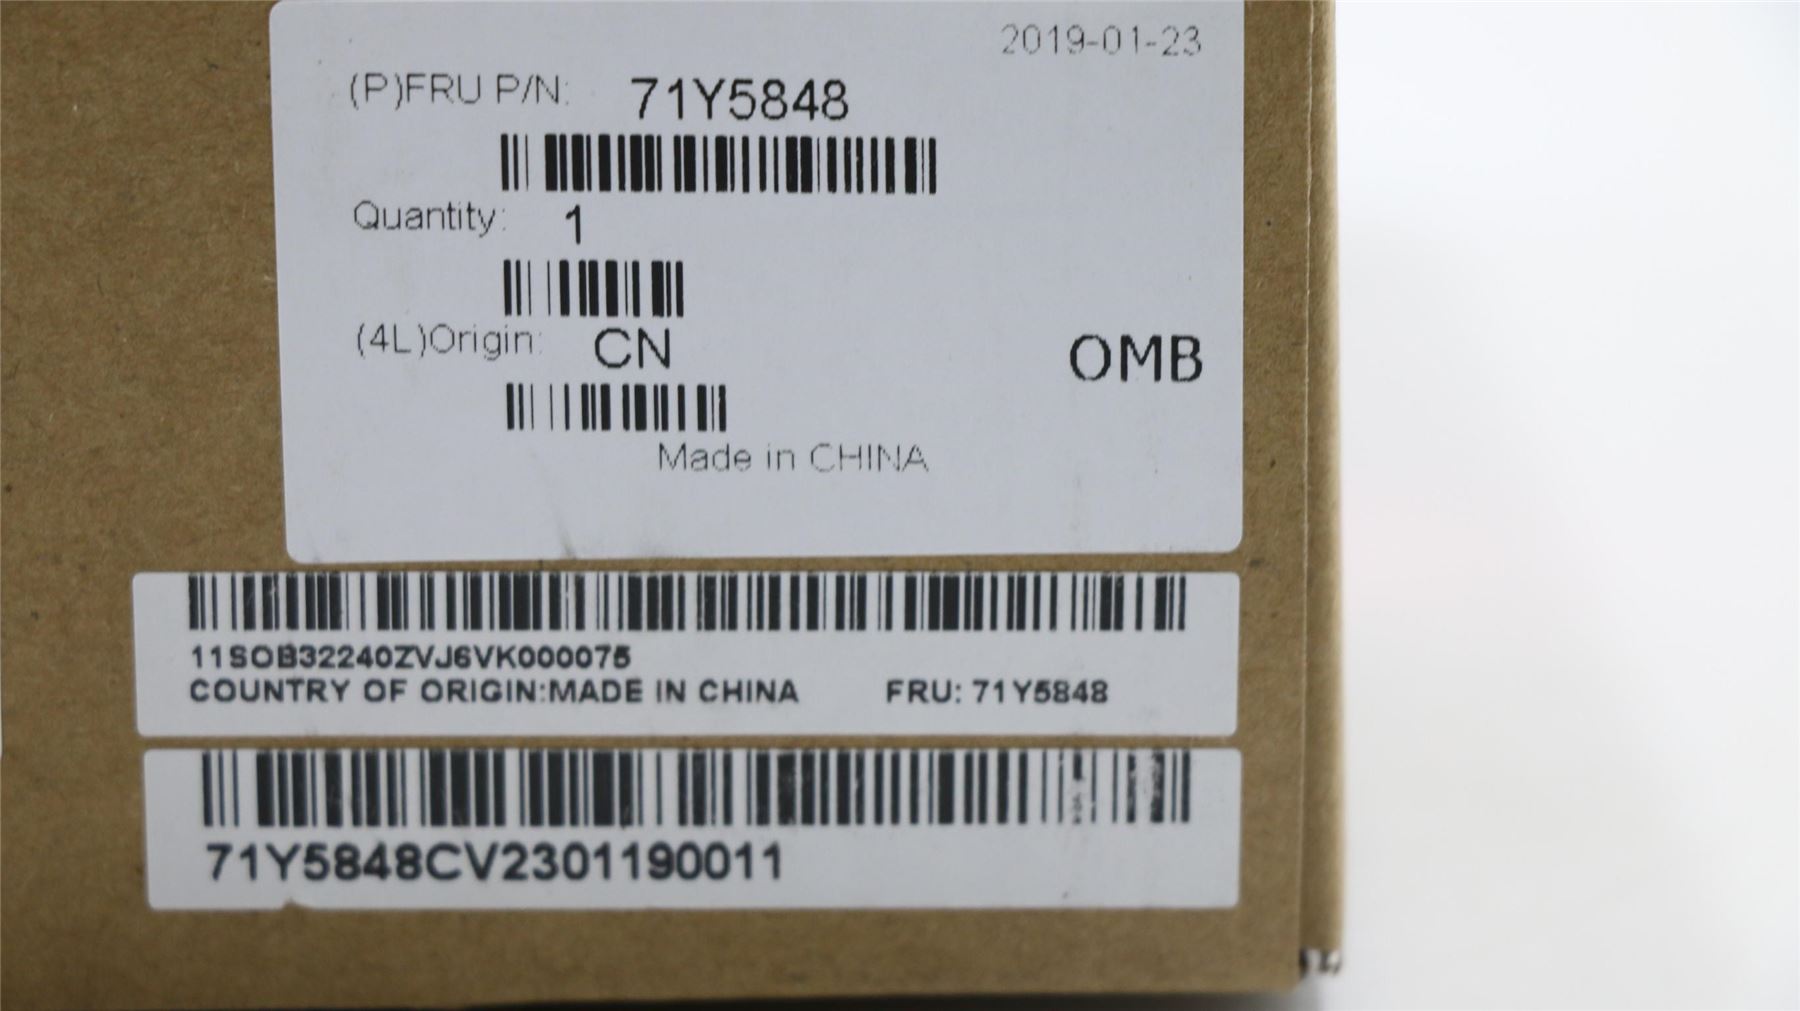 2019-01-23
(P)FRU P/N: 71Y5848
Quantity: 1
(4L)Origin: CN
OMB
Made in CHINA
11SOB32240ZVJ6VK000075
COUNTRY OF ORIGIN:MADE IN CHINA FRU: 71Y5848
71Y5848CV2301190011